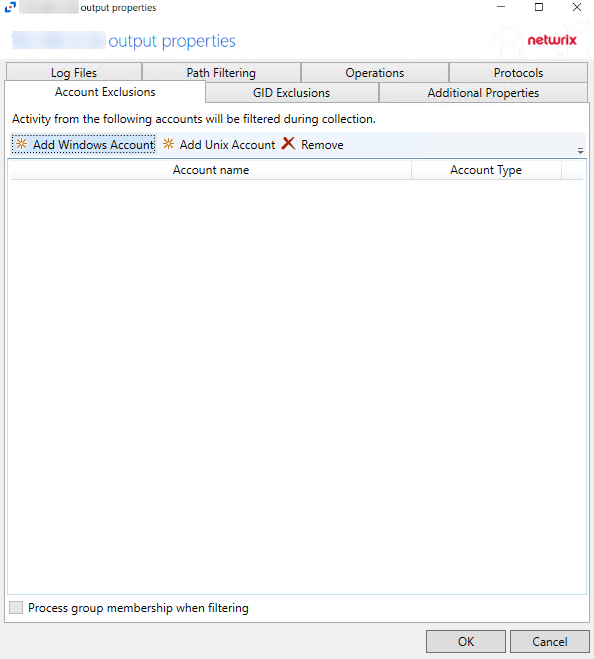 output properties
output properties
netwrix
Log Files Path Filtering Operations Protocols
Account Exclusions GID Exclusions Additional Properties
Activity from the following accounts will be filtered during collection.
Add Windows Account Add Unix Account Remove
Account name Account Type
Process group membership when filtering
OK Cancel